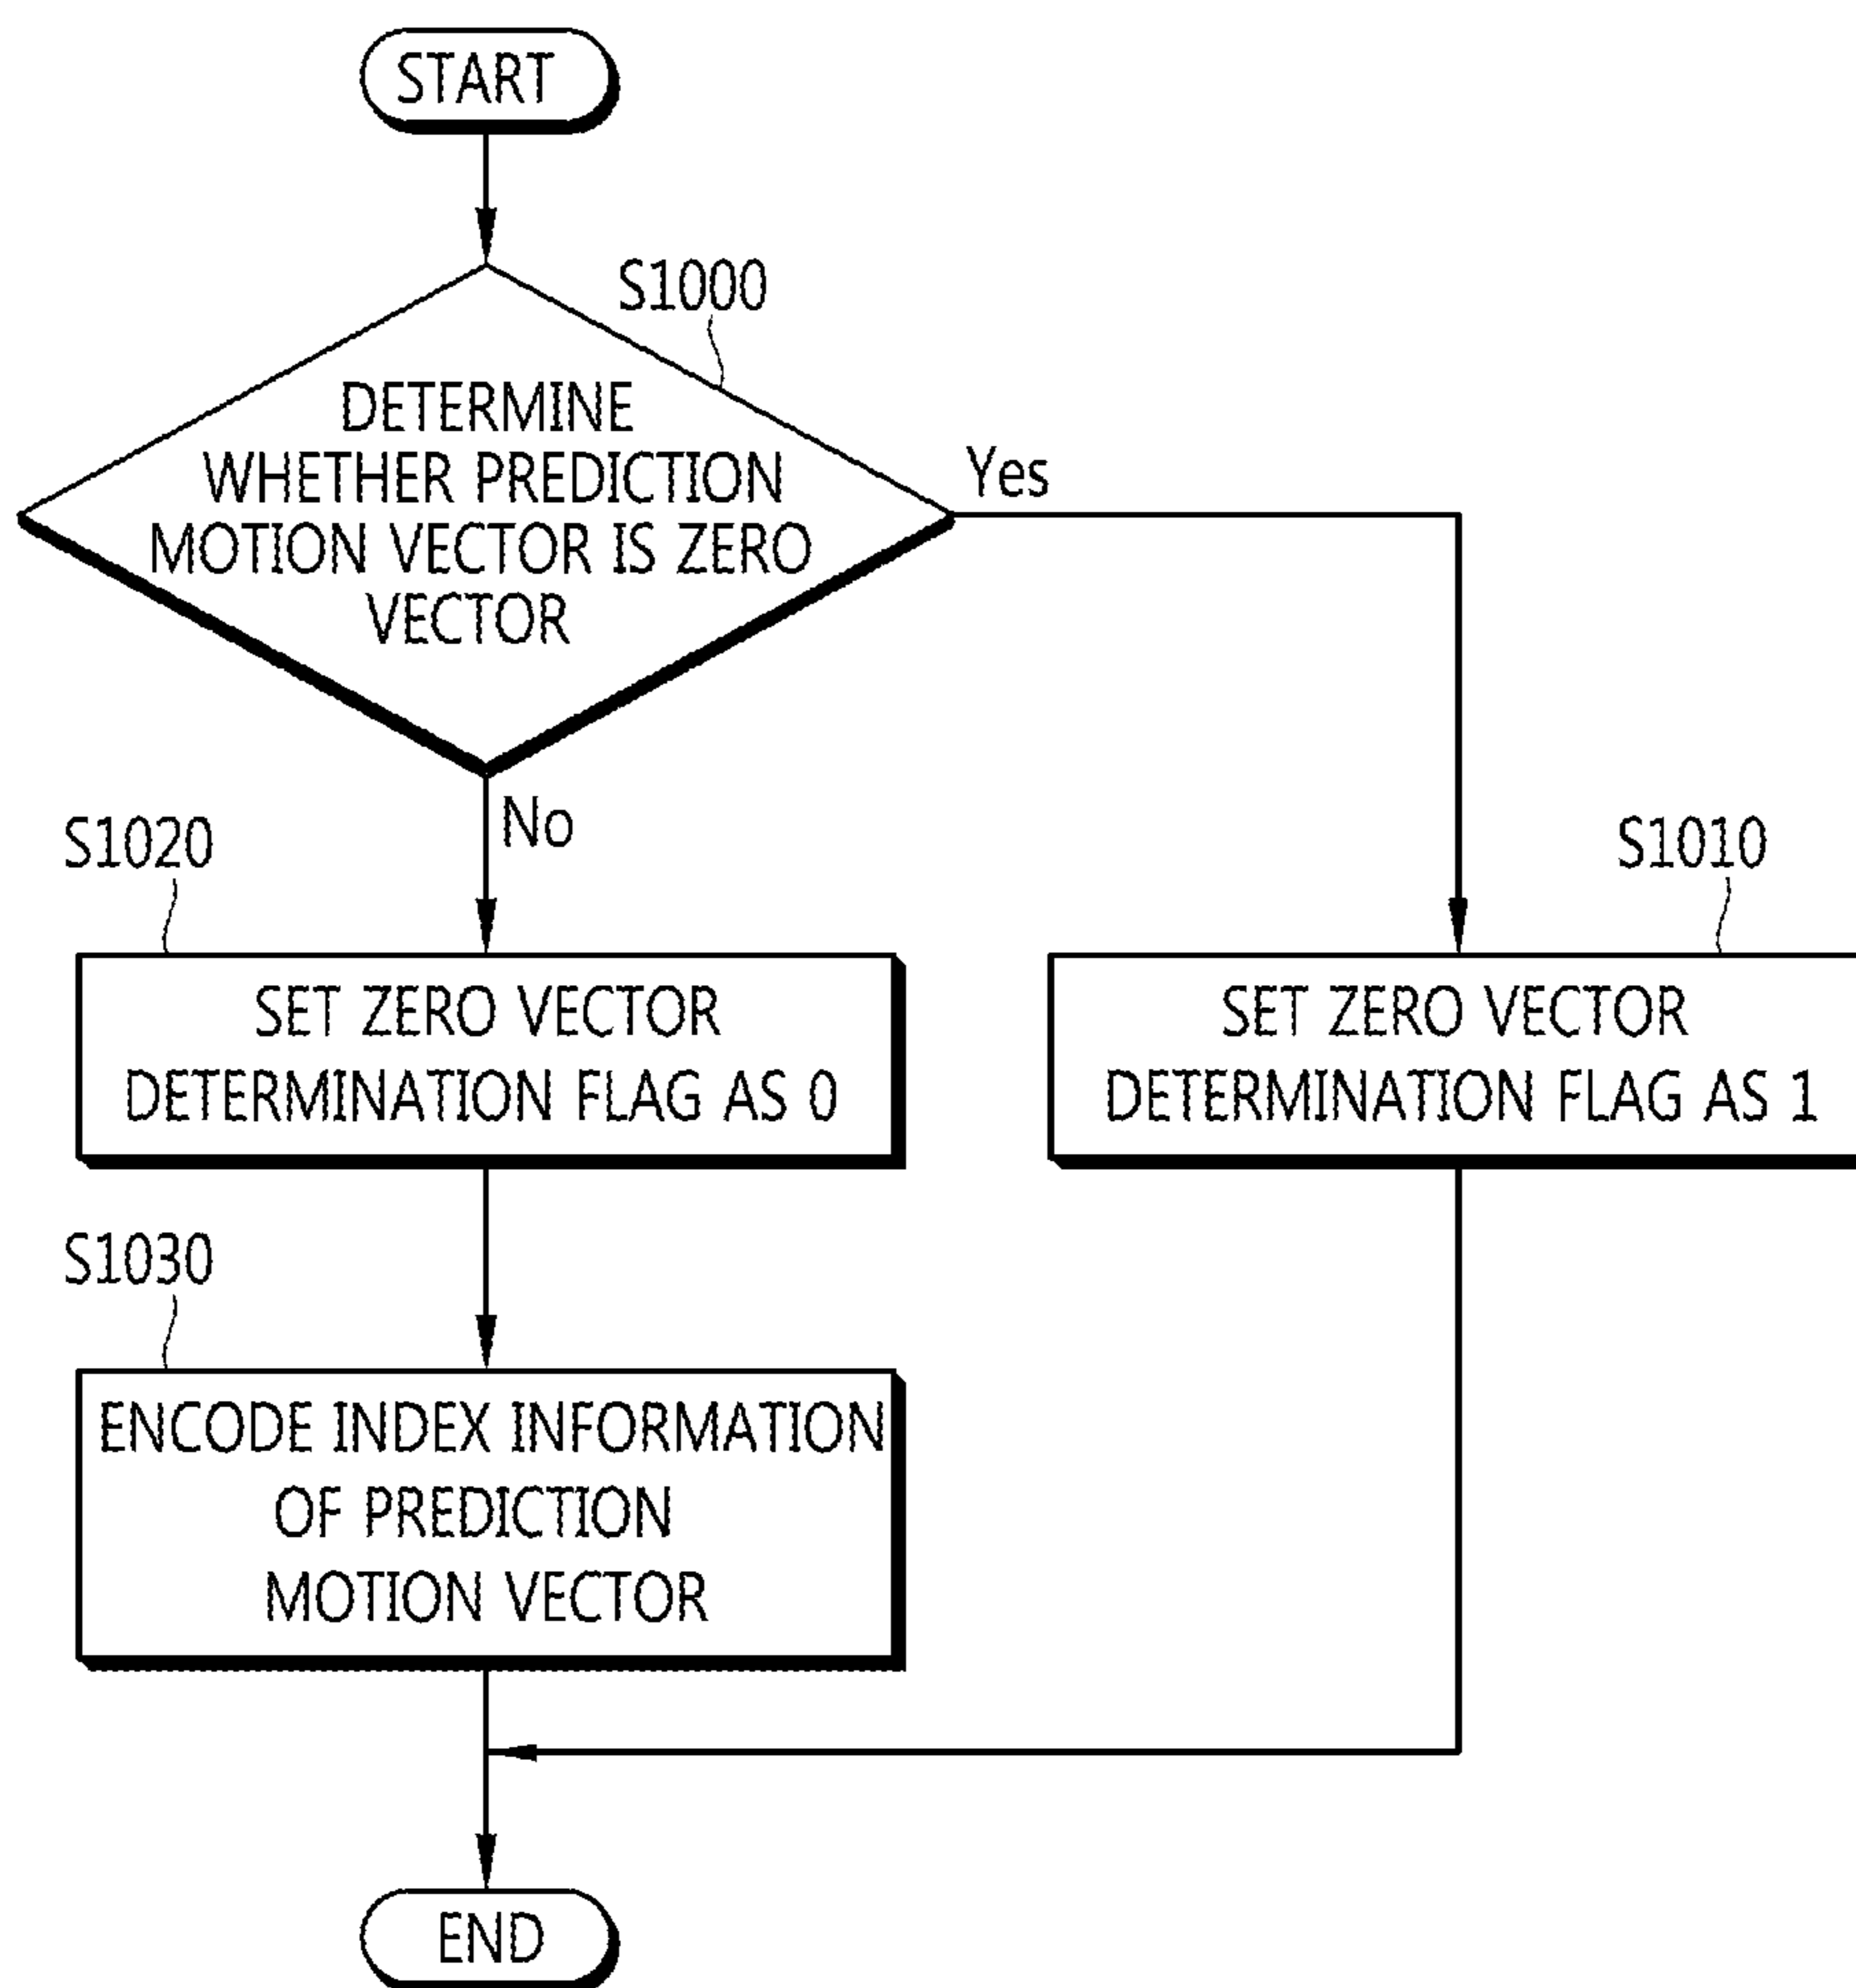 START
S1000
DETERMINE
WHETHER PREDICTION
MOTION VECTOR IS ZERO
VECTOR
Yes
No
S1020
SET ZERO VECTOR
DETERMINATION FLAG AS 0
S1010
SET ZERO VECTOR
DETERMINATION FLAG AS 1
S1030
ENCODE INDEX INFORMATION
OF PREDICTION
MOTION VECTOR
END